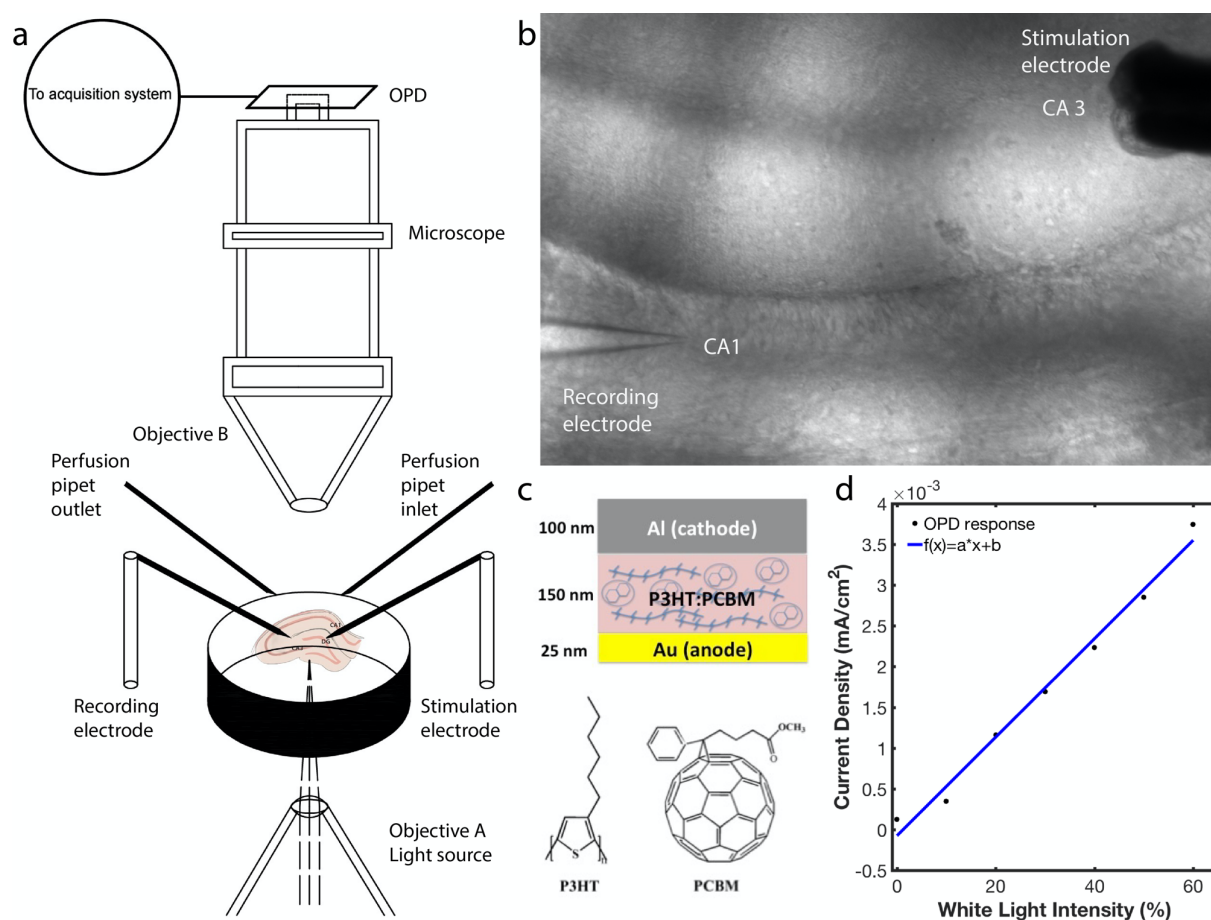 a
To acquisition system
OPD
Microscope
Objective B
Perfusion
pipet
outlet
Perfusion
pipet
inlet
CA1
DG
CA3
Recording
electrode
Stimulation
electrode
Objective A
Light source
b
Stimulation
electrode
CA 3
CA1
Recording
electrode
c
100 nm
Al (cathode)
150 nm
P3HT:PCBM
25 nm
Au (anode)
S
n
P3HT
OCH3
O
PCBM
d
×10-3
4
3.5
3
2.5
2
1.5
1
0.5
0
-0.5
Current Density (mA/cm2)
OPD response
f(x)=a*x+b
0
20
40
60
White Light Intensity (%)